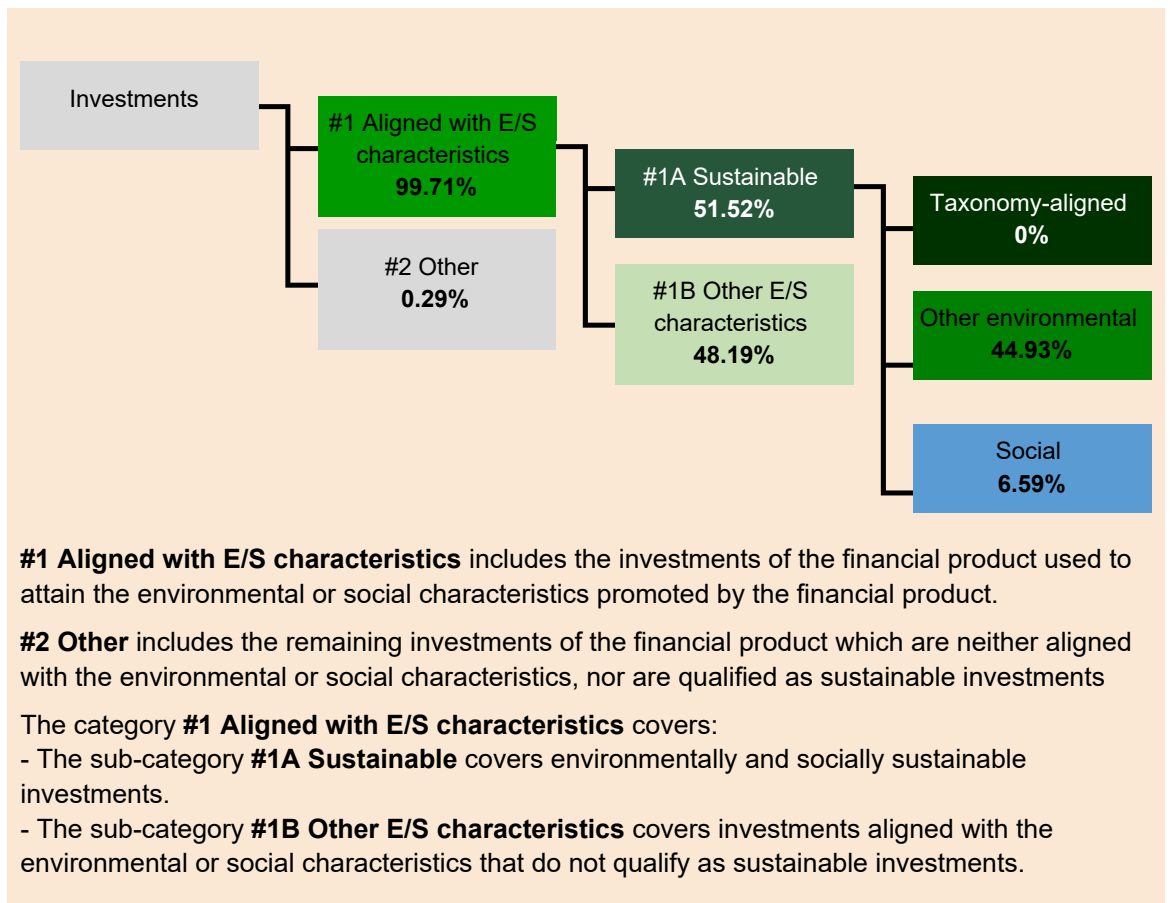 Investments
#1 Aligned with E/S
characteristics
99.71%
#2 Other
0.29%
#1A Sustainable
51.52%
#1B Other E/S
characteristics
48.19%
Taxonomy-aligned
0%
Other environmental
44.93%
Social
6.59%
#1 Aligned with E/S characteristics includes the investments of the financial product used to
attain the environmental or social characteristics promoted by the financial product.
#2 Other includes the remaining investments of the financial product which are neither aligned
with the environmental or social characteristics, nor are qualified as sustainable investments
The category #1 Aligned with E/S characteristics covers:
- The sub-category #1A Sustainable covers environmentally and socially sustainable
investments.
- The sub-category #1B Other E/S characteristics covers investments aligned with the
environmental or social characteristics that do not qualify as sustainable investments.